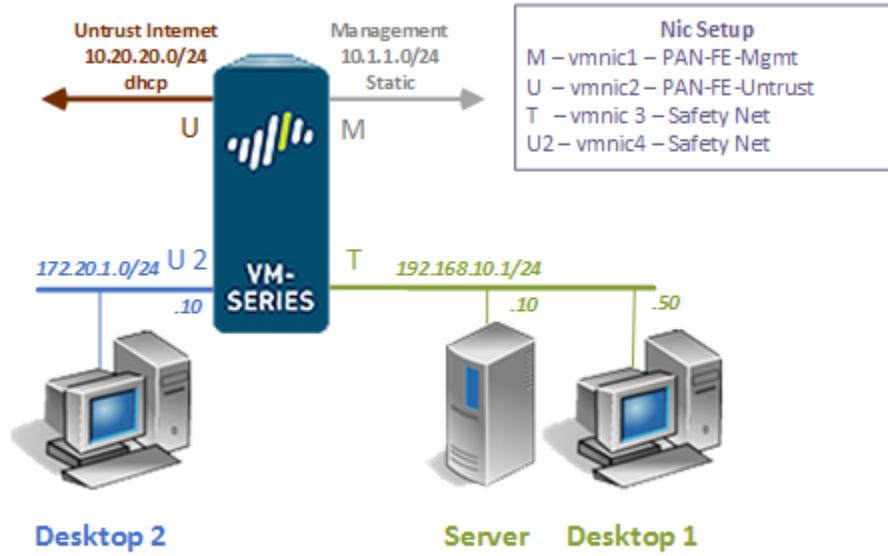 Untrust Internet
10.20.20.0/24
dhcp
Management
10.1.1.0/24
Static
Nic Setup
M – vmnic1 – PAN-FE-Mgmt
U – vmnic2 – PAN-FE-Untrust
T – vmnic 3 – Safety Net
U2 – vmnic4 – Safety Net
U
M
172.20.1.0/24
U 2
VM-
SERIES
T
192.168.10.1/24
.10
.10
.50
Desktop 2
Server
Desktop 1